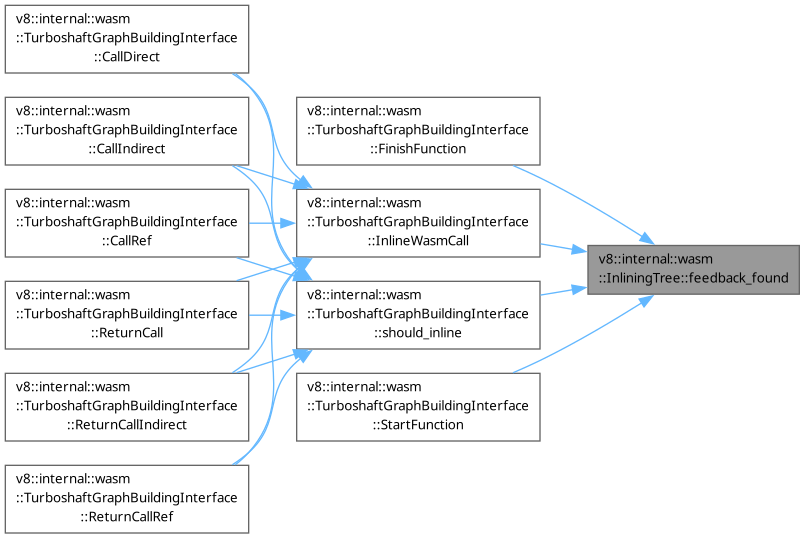 v8::internal::wasm
::TurboshaftGraphBuildingInterface
::CallDirect
v8::internal::wasm
::TurboshaftGraphBuildingInterface
::CallIndirect
v8::internal::wasm
::TurboshaftGraphBuildingInterface
::CallRef
v8::internal::wasm
::TurboshaftGraphBuildingInterface
::ReturnCall
v8::internal::wasm
::TurboshaftGraphBuildingInterface
::ReturnCallIndirect
v8::internal::wasm
::TurboshaftGraphBuildingInterface
::ReturnCallRef
v8::internal::wasm
::TurboshaftGraphBuildingInterface
::FinishFunction
v8::internal::wasm
::TurboshaftGraphBuildingInterface
::InlineWasmCall
v8::internal::wasm
::TurboshaftGraphBuildingInterface
::should_inline
v8::internal::wasm
::TurboshaftGraphBuildingInterface
::StartFunction
v8::internal::wasm
::InliningTree::feedback_found